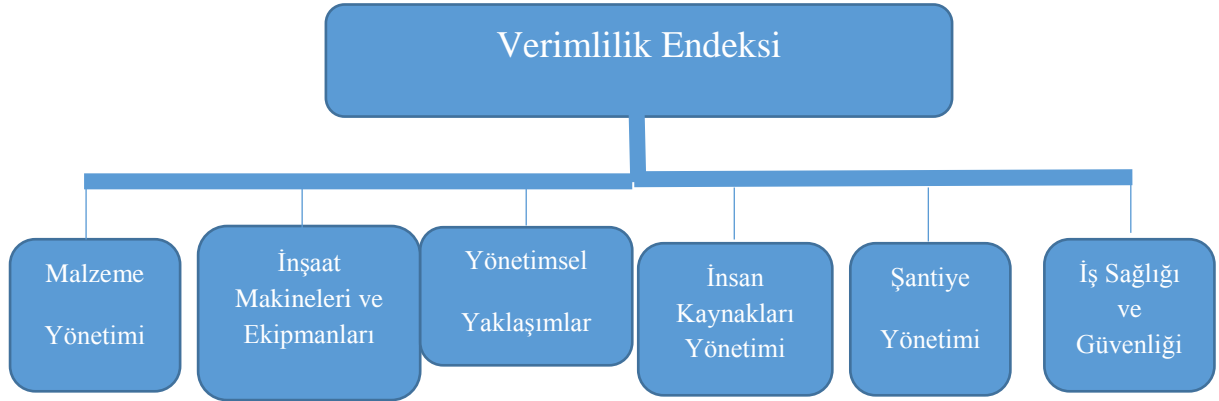 Verimlilik Endeksi
Malzeme
Yönetimi
İnşaat
Makineleri ve
Ekipmanları
Yönetimsel
Yaklaşımlar
İnsan
Kaynakları
Yönetimi
Şantiye
Yönetimi
İş Sağlığı
ve
Güvenliği